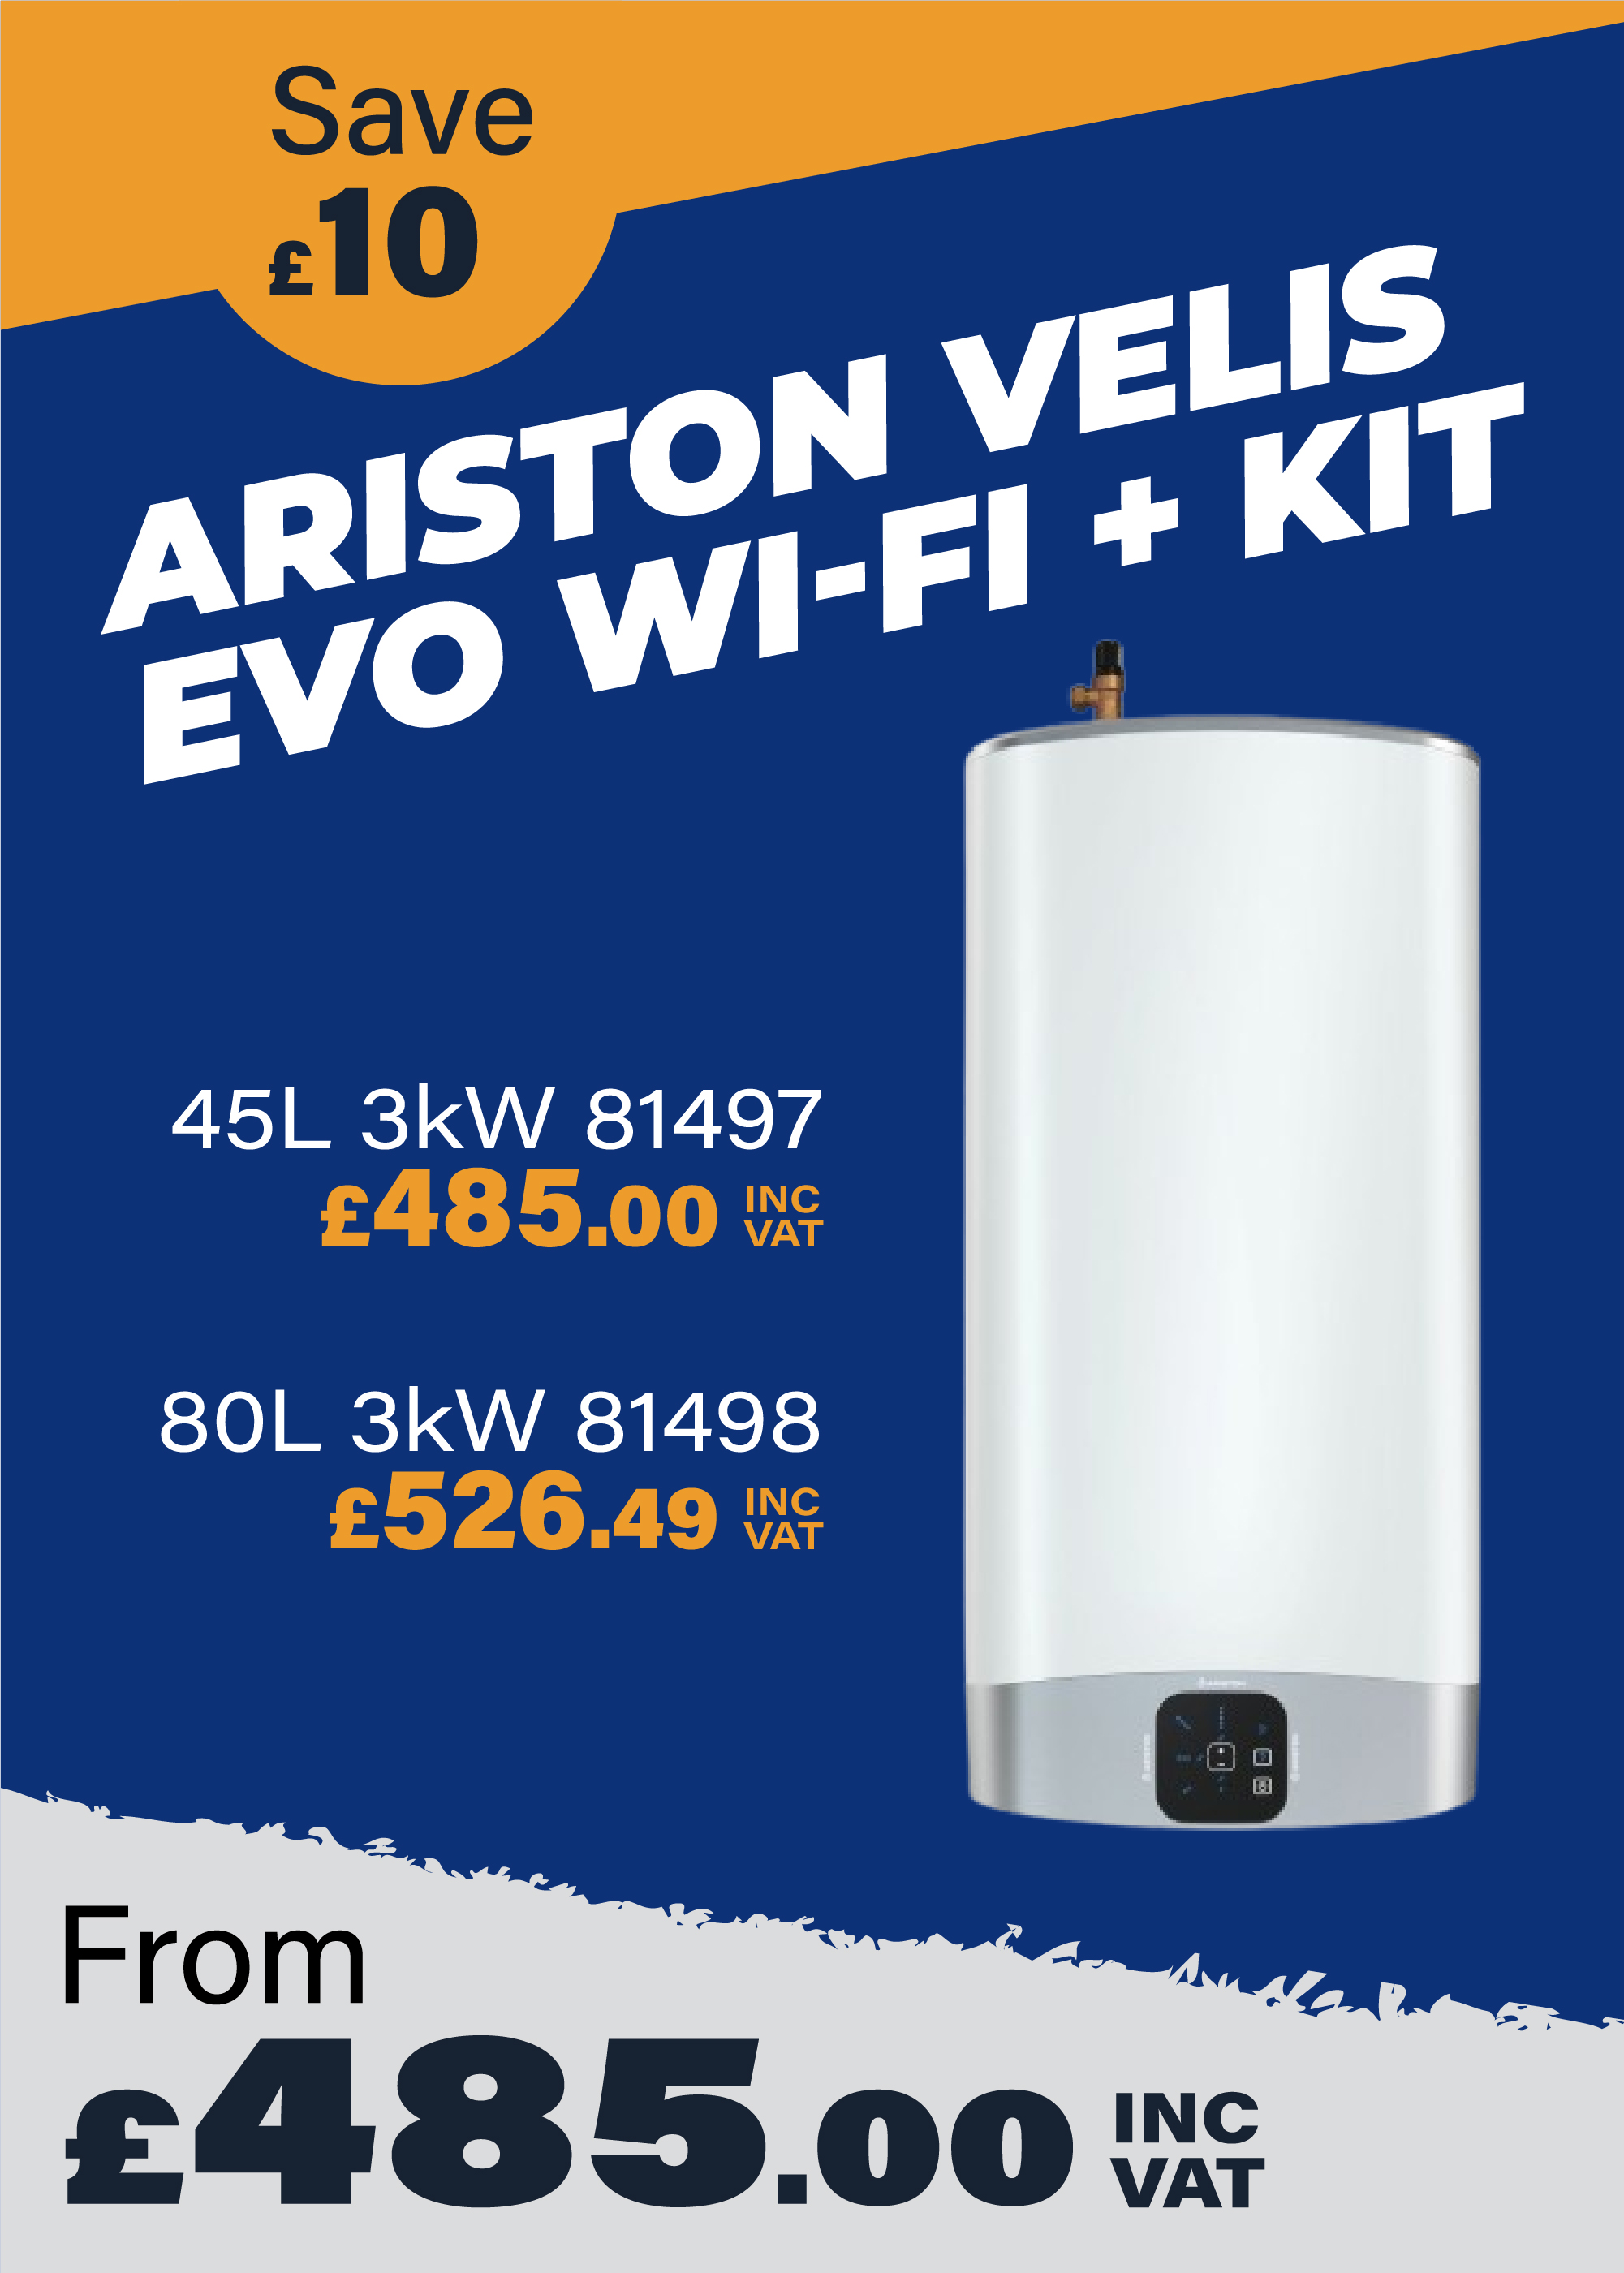 Save
£10
ARISTON VELIS
EVO WI-FI + KIT
45L 3kW 81497
£485.00 INC VAT
80L 3kW 81498
£526.49 INC VAT
From
£485.00 INC VAT